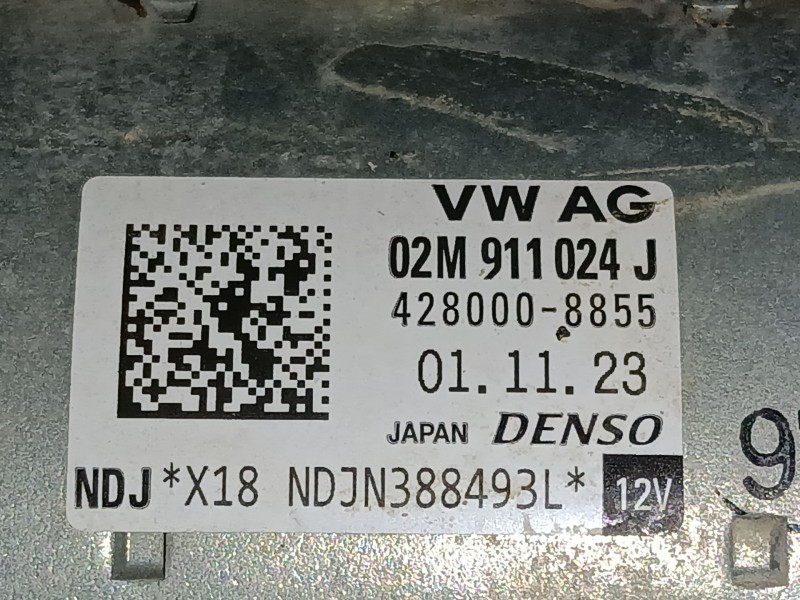 VW AG
02M 911 024 J
428000-8855
01.11.23
JAPAN DENSO
NDJ *X18 NDJN388493L* 12V